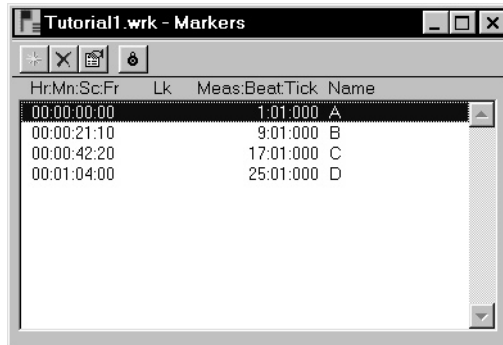 Tutorial1.wrk - Markers
Hr:Mn:Sc:Fr Lk Meas:Beat:Tick Name
00:00:00:00 1:01:000 A
00:00:21:10 9:01:000 B
00:00:42:20 17:01:000 C
00:01:04:00 25:01:000 D